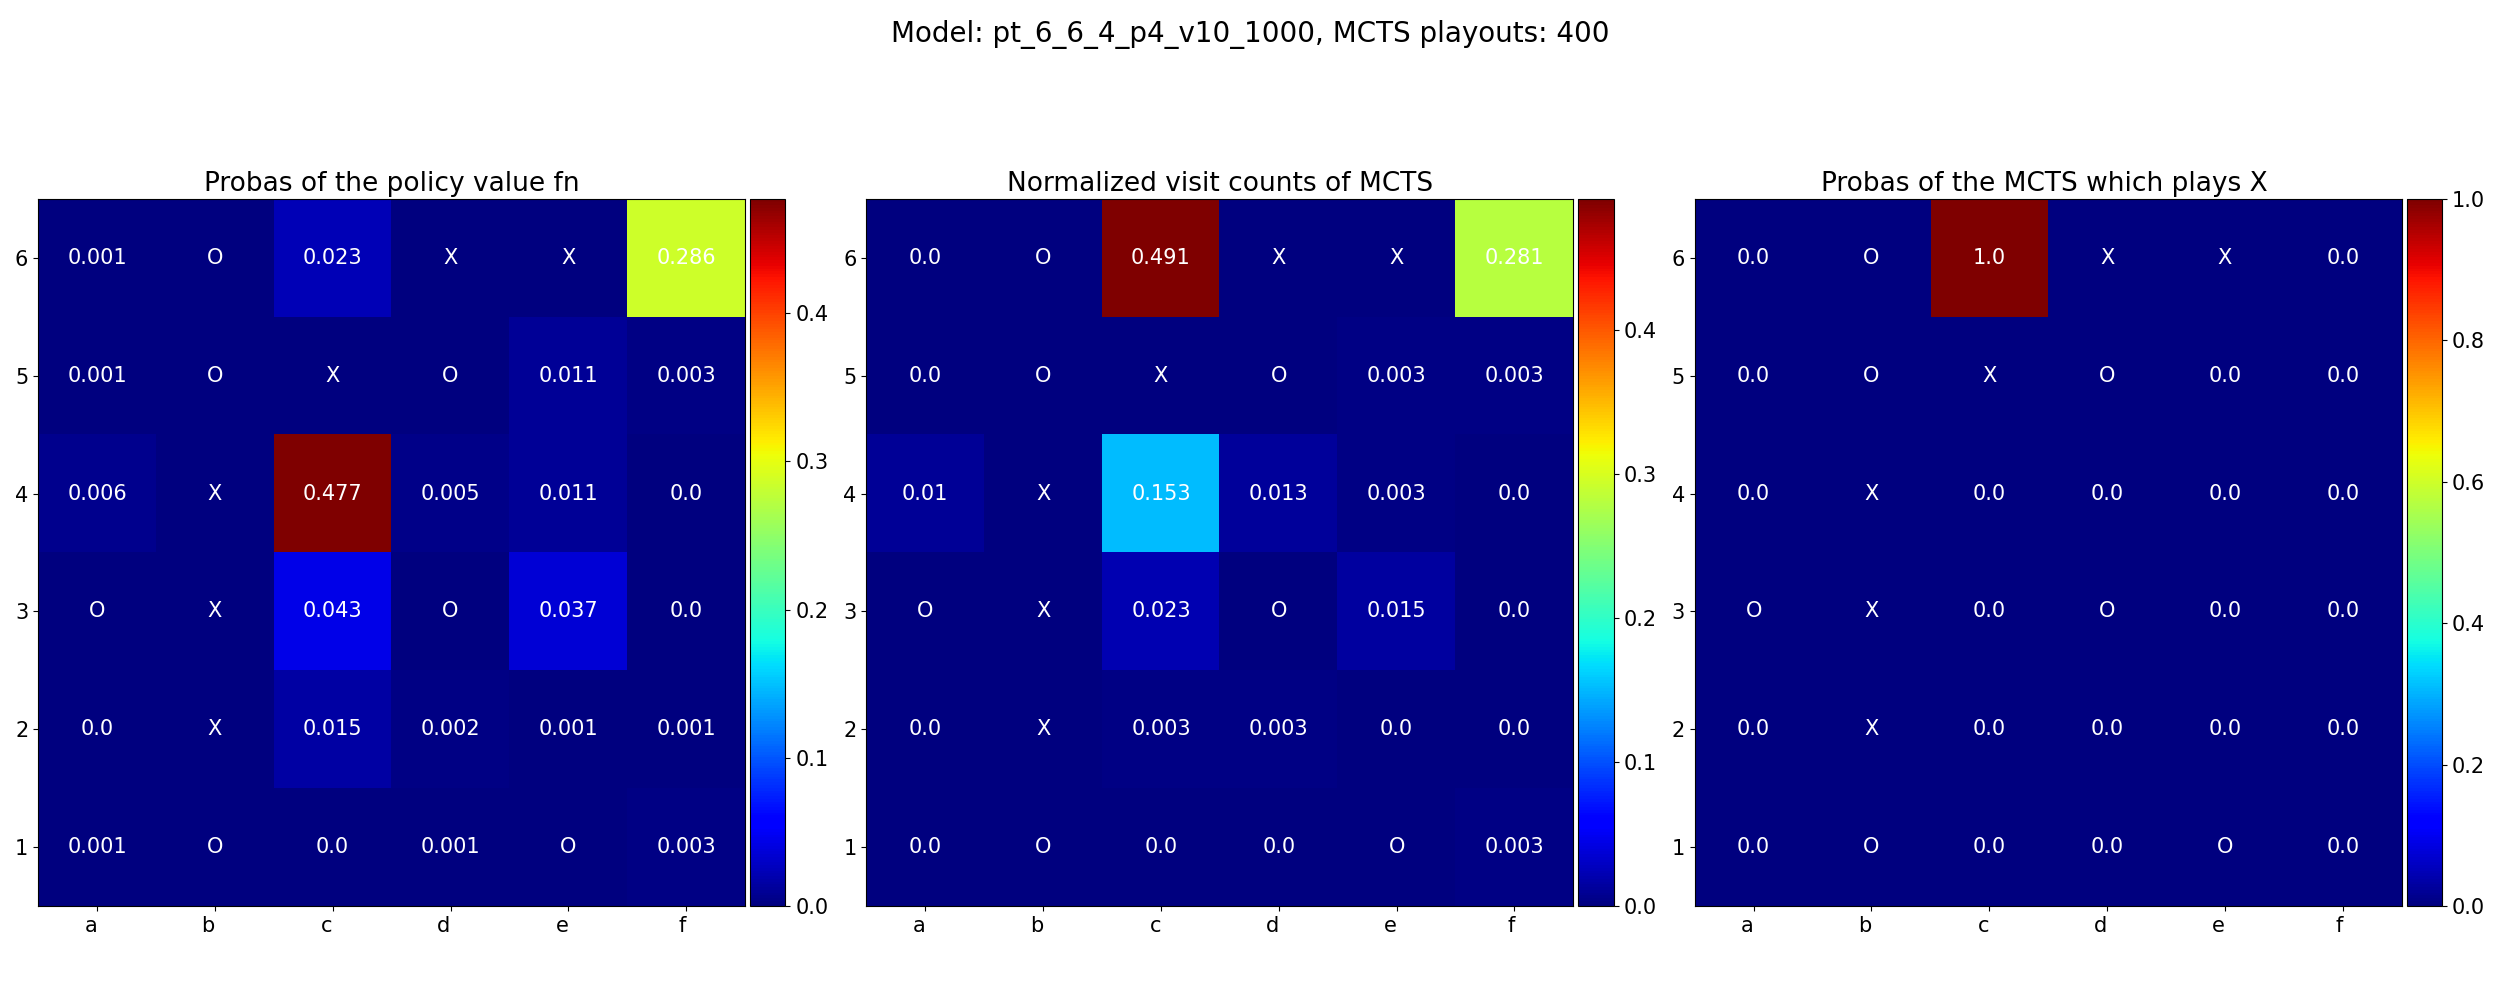 Model: pt_6_6_4_p4_v10_1000, MCTS playouts: 400
Probas of the policy value fn
6 0.001 O 0.023 X X 0.286
5 0.001 O X O 0.011 0.003
4 0.006 X 0.477 0.005 0.011 0.0
3 O X 0.043 O 0.037 0.0
2 0.0 X 0.015 0.002 0.001 0.001
1 0.001 O 0.0 0.001 O 0.003
a b c d e f
0.4
0.3
0.2
0.1
0.0
Normalized visit counts of MCTS
6 0.0 O 0.491 X X 0.281
5 0.0 O X O 0.003 0.003
4 0.01 X 0.153 0.013 0.003 0.0
3 O X 0.023 O 0.015 0.0
2 0.0 X 0.003 0.003 0.0 0.0
1 0.0 O 0.0 0.0 O 0.003
a b c d e f
0.4
0.3
0.2
0.1
0.0
Probas of the MCTS which plays X
6 0.0 O 1.0 X X 0.0
5 0.0 O X O 0.0 0.0
4 0.0 X 0.0 0.0 0.0 0.0
3 O X 0.0 O 0.0 0.0
2 0.0 X 0.0 0.0 0.0 0.0
1 0.0 O 0.0 0.0 O 0.0
a b c d e f
1.0
0.8
0.6
0.4
0.2
0.0